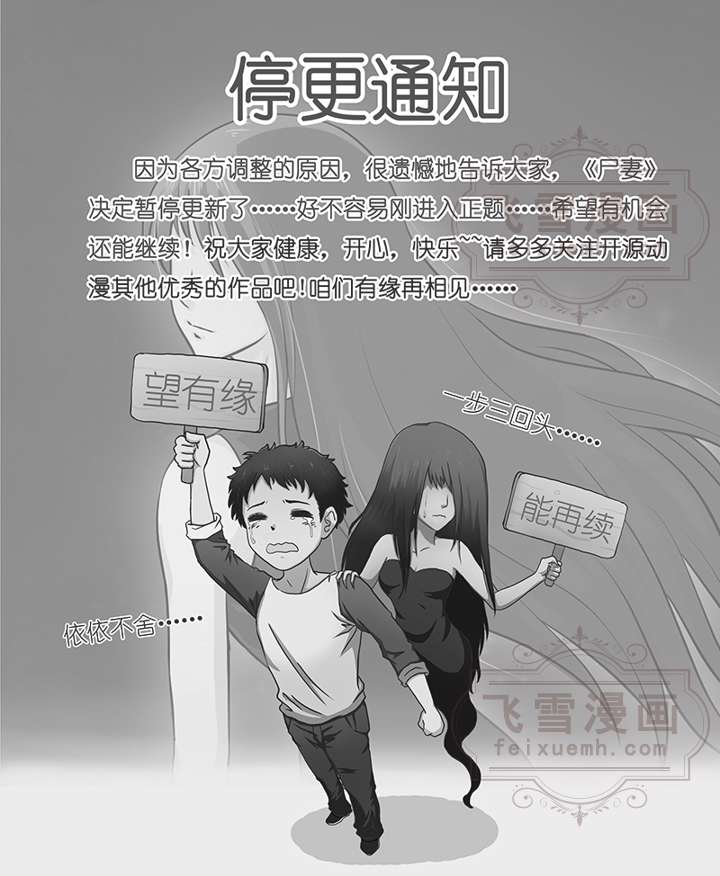 停更通知
因为各方调整的原因，很遗憾地告诉大家，《尸妻》
决定暂停更新了……好不容易刚进入正题……希望有机会
还能继续！祝大家健康，开心，快乐~~请多多关注开源动
漫其他优秀的作品吧!咱们有缘再相见……
望有缘
一步三回头……
能再续
依依不舍……
飞雪漫画
飞雪漫画
feixuemh.com